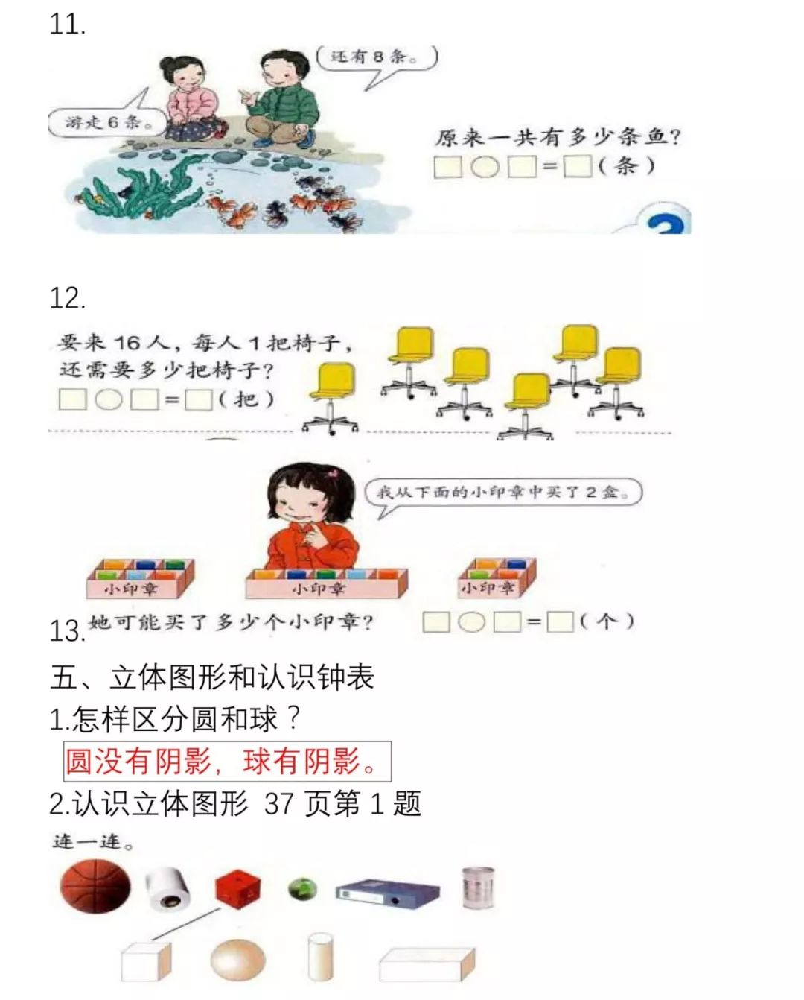 11.
还有8条。
游走6条。
原来一共有多少条鱼?
□○□=□(条)
?
12.
要来16人,每人1把椅子,
还需要多少把椅子?
□○□=□(把)
我从下面的小印章中买了2盒。
小印章
小印章
小印章
13.她可能买了多少个小印章? □○□=□(个)
五、立体图形和认识钟表
1.怎样区分圆和球?
圆没有阴影,球有阴影。
2.认识立体图形 37页第1题
连一连。